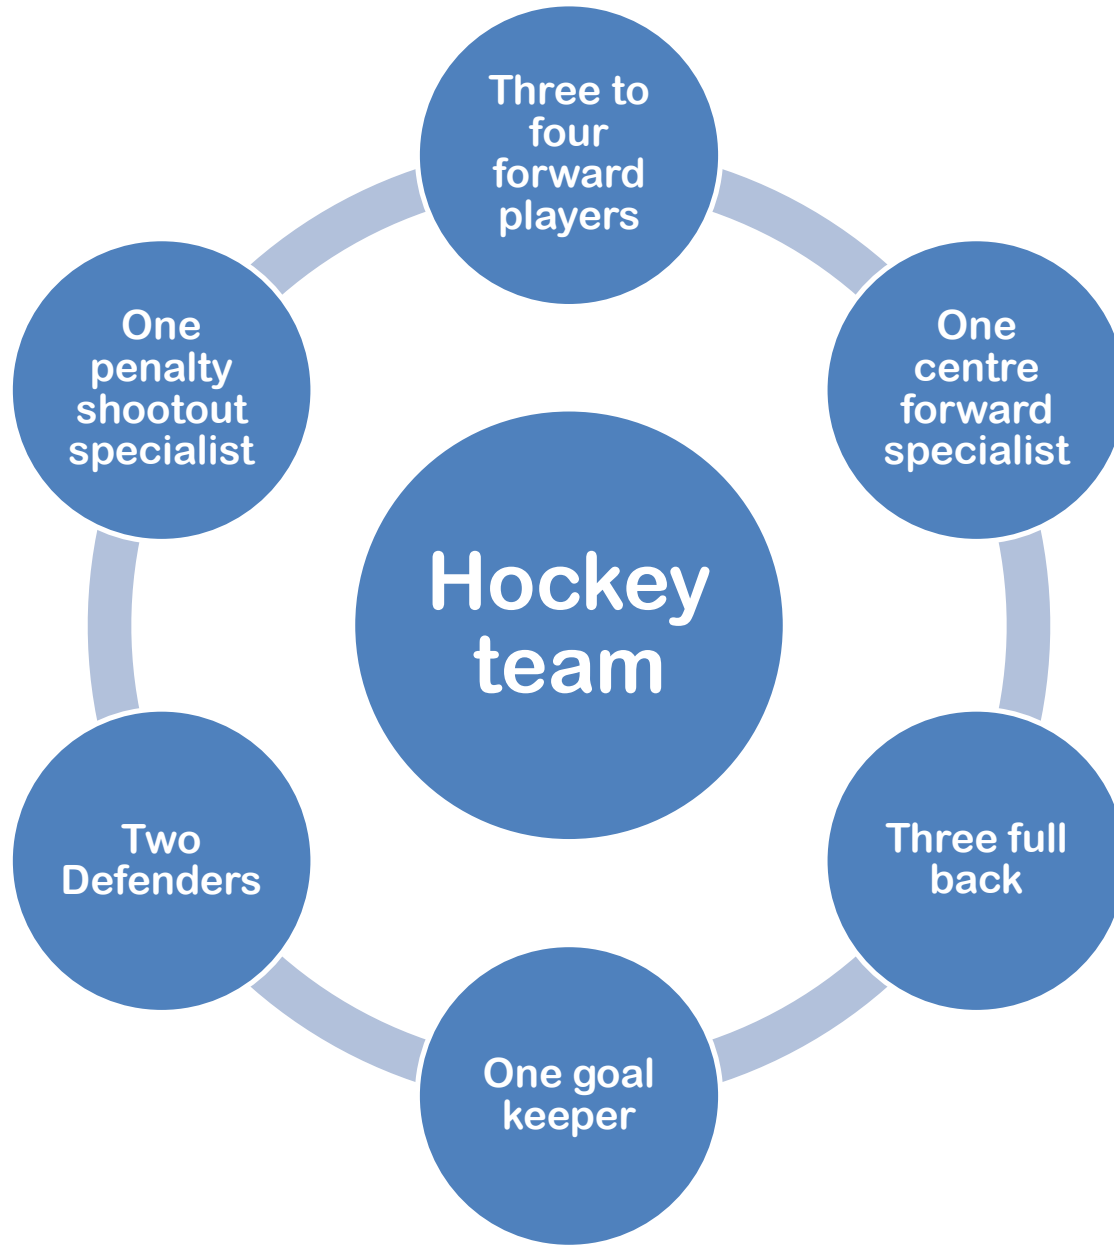 Three to
four
forward
players
One
centre
forward
specialist
Three full
back
One goal
keeper
Two
Defenders
One
penalty
shootout
specialist
Hockey
team